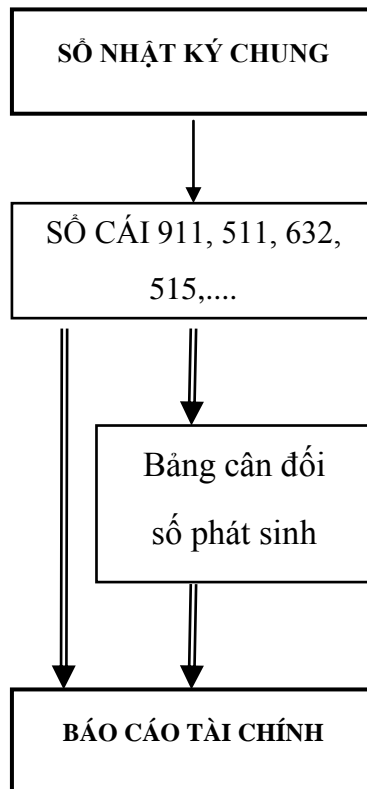 SỔ NHẬT KÝ CHUNG
SỔ CÁI 911, 511, 632,
515,....
Bảng cân đối
số phát sinh
BÁO CÁO TÀI CHÍNH